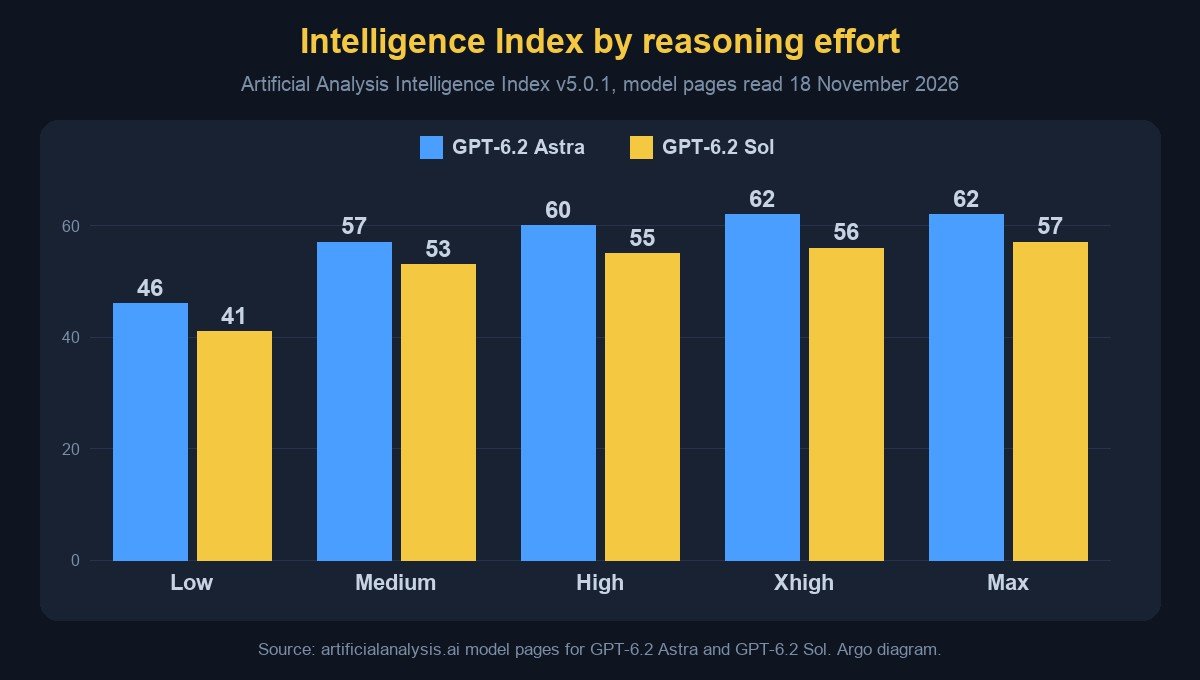 Intelligence Index by reasoning effort
Artificial Analysis Intelligence Index v5.0.1, model pages read 18 November 2026
GPT-6.2 Astra GPT-6.2 Sol
62 62
60
57 57
60 56
55
53
46
41
40
20
0
Low Medium High Xhigh Max
Source: artificialanalysis.ai model pages for GPT-6.2 Astra and GPT-6.2 Sol. Argo diagram.